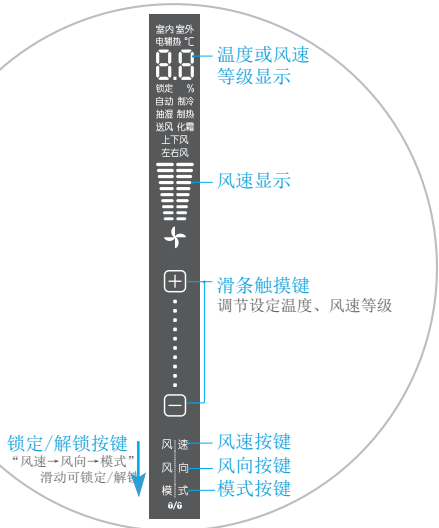 室内 室外
电辅热 ℃
8.8
温度或风速
等级显示
锁定 %
自动 制冷
抽湿 制热
送风 化霜
上下风
左右风
风速显示
+
滑条触摸键
调节设定温度、风速等级
−
锁定/解锁按键
“风速→风向→模式”
滑动可锁定/解锁
风速
风速按键
风向
风向按键
模式
模式按键